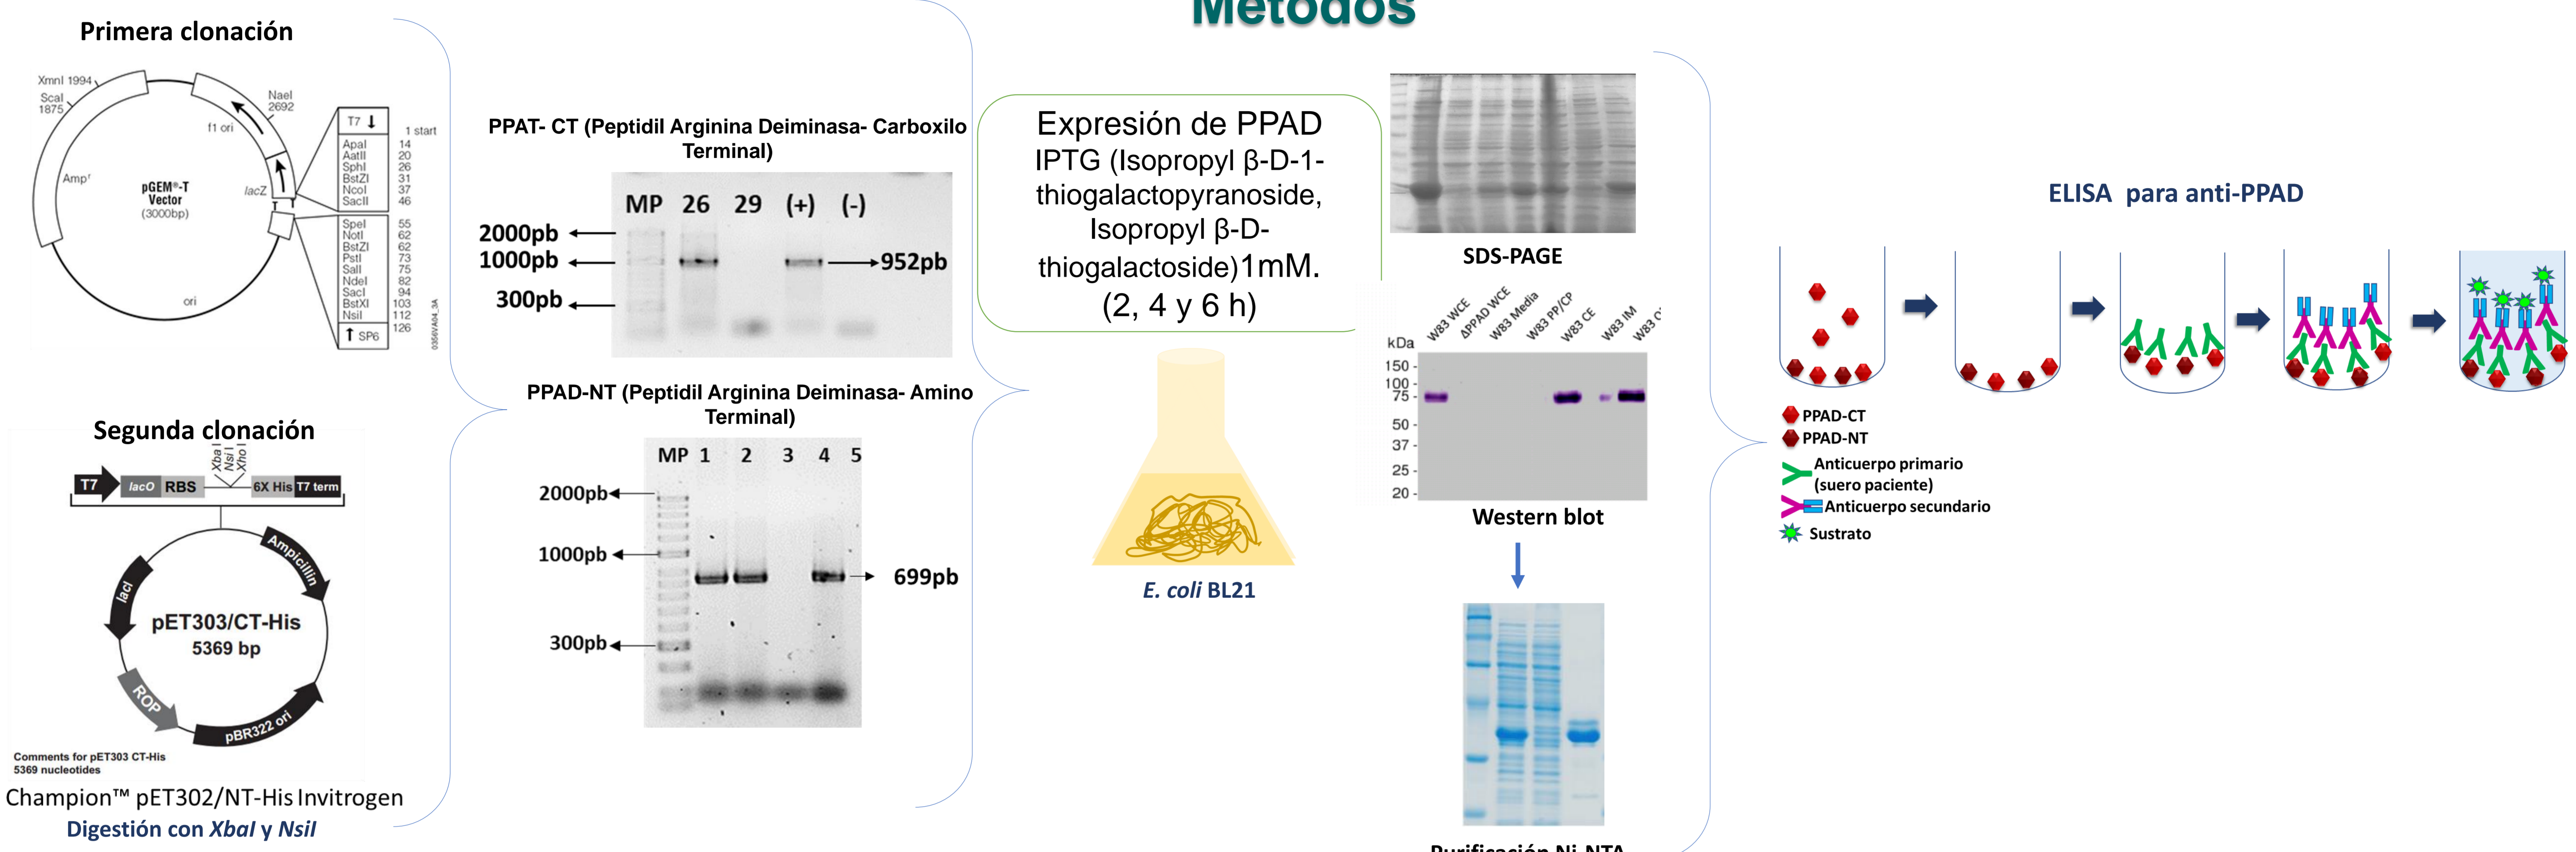 Métodos
Primera clonación
XmnI 1994
ScaI
1875
NaeI
2692
f1 ori
Ampʳ
pGEM®-T
Vector
(3000bp)
lacZ
ori
T7 ↓
1 start
ApaI 14
AatII 20
SphI 26
BstZI 31
NcoI 37
SacII 46
T T
SpeI 55
NotI 62
BstZI 62
PstI 73
SalI 75
NdeI 82
SacI 94
BstXI 103
NsiI 112
126
↑ SP6
0356VA04_3A
Segunda clonación
XbaI
Nsi I
XhoI
T7
lacO
RBS
6X His
T7 term
Ampicillin
lacI
pET303/CT-His
5369 bp
ROP
pBR322 ori
Comments for pET303 CT-His
5369 nucleotides
Champion™ pET302/NT-His Invitrogen
Digestión con XbaI y NsiI
PPAT- CT (Peptidil Arginina Deiminasa- Carboxilo
Terminal)
MP 26 29 (+) (-)
2000pb
1000pb
952pb
300pb
PPAD-NT (Peptidil Arginina Deiminasa- Amino
Terminal)
MP 1 2 3 4 5
2000pb
1000pb
699pb
300pb
Expresión de PPAD
IPTG (Isopropyl β-D-1-
thiogalactopyranoside,
Isopropyl β-D-
thiogalactoside)1mM.
(2, 4 y 6 h)
E. coli BL21
SDS-PAGE
W83 WCE
ΔPPAD WCE
W83 Media
W83 PP/CP
W83 CE
W83 IM
W83
kDa
150 -
100 -
75 -
50 -
37 -
25 -
20 -
Western blot
Purificación Ni-NTA
ELISA para anti-PPAD
PPAD-CT
PPAD-NT
Anticuerpo primario
(suero paciente)
Anticuerpo secundario
Sustrato